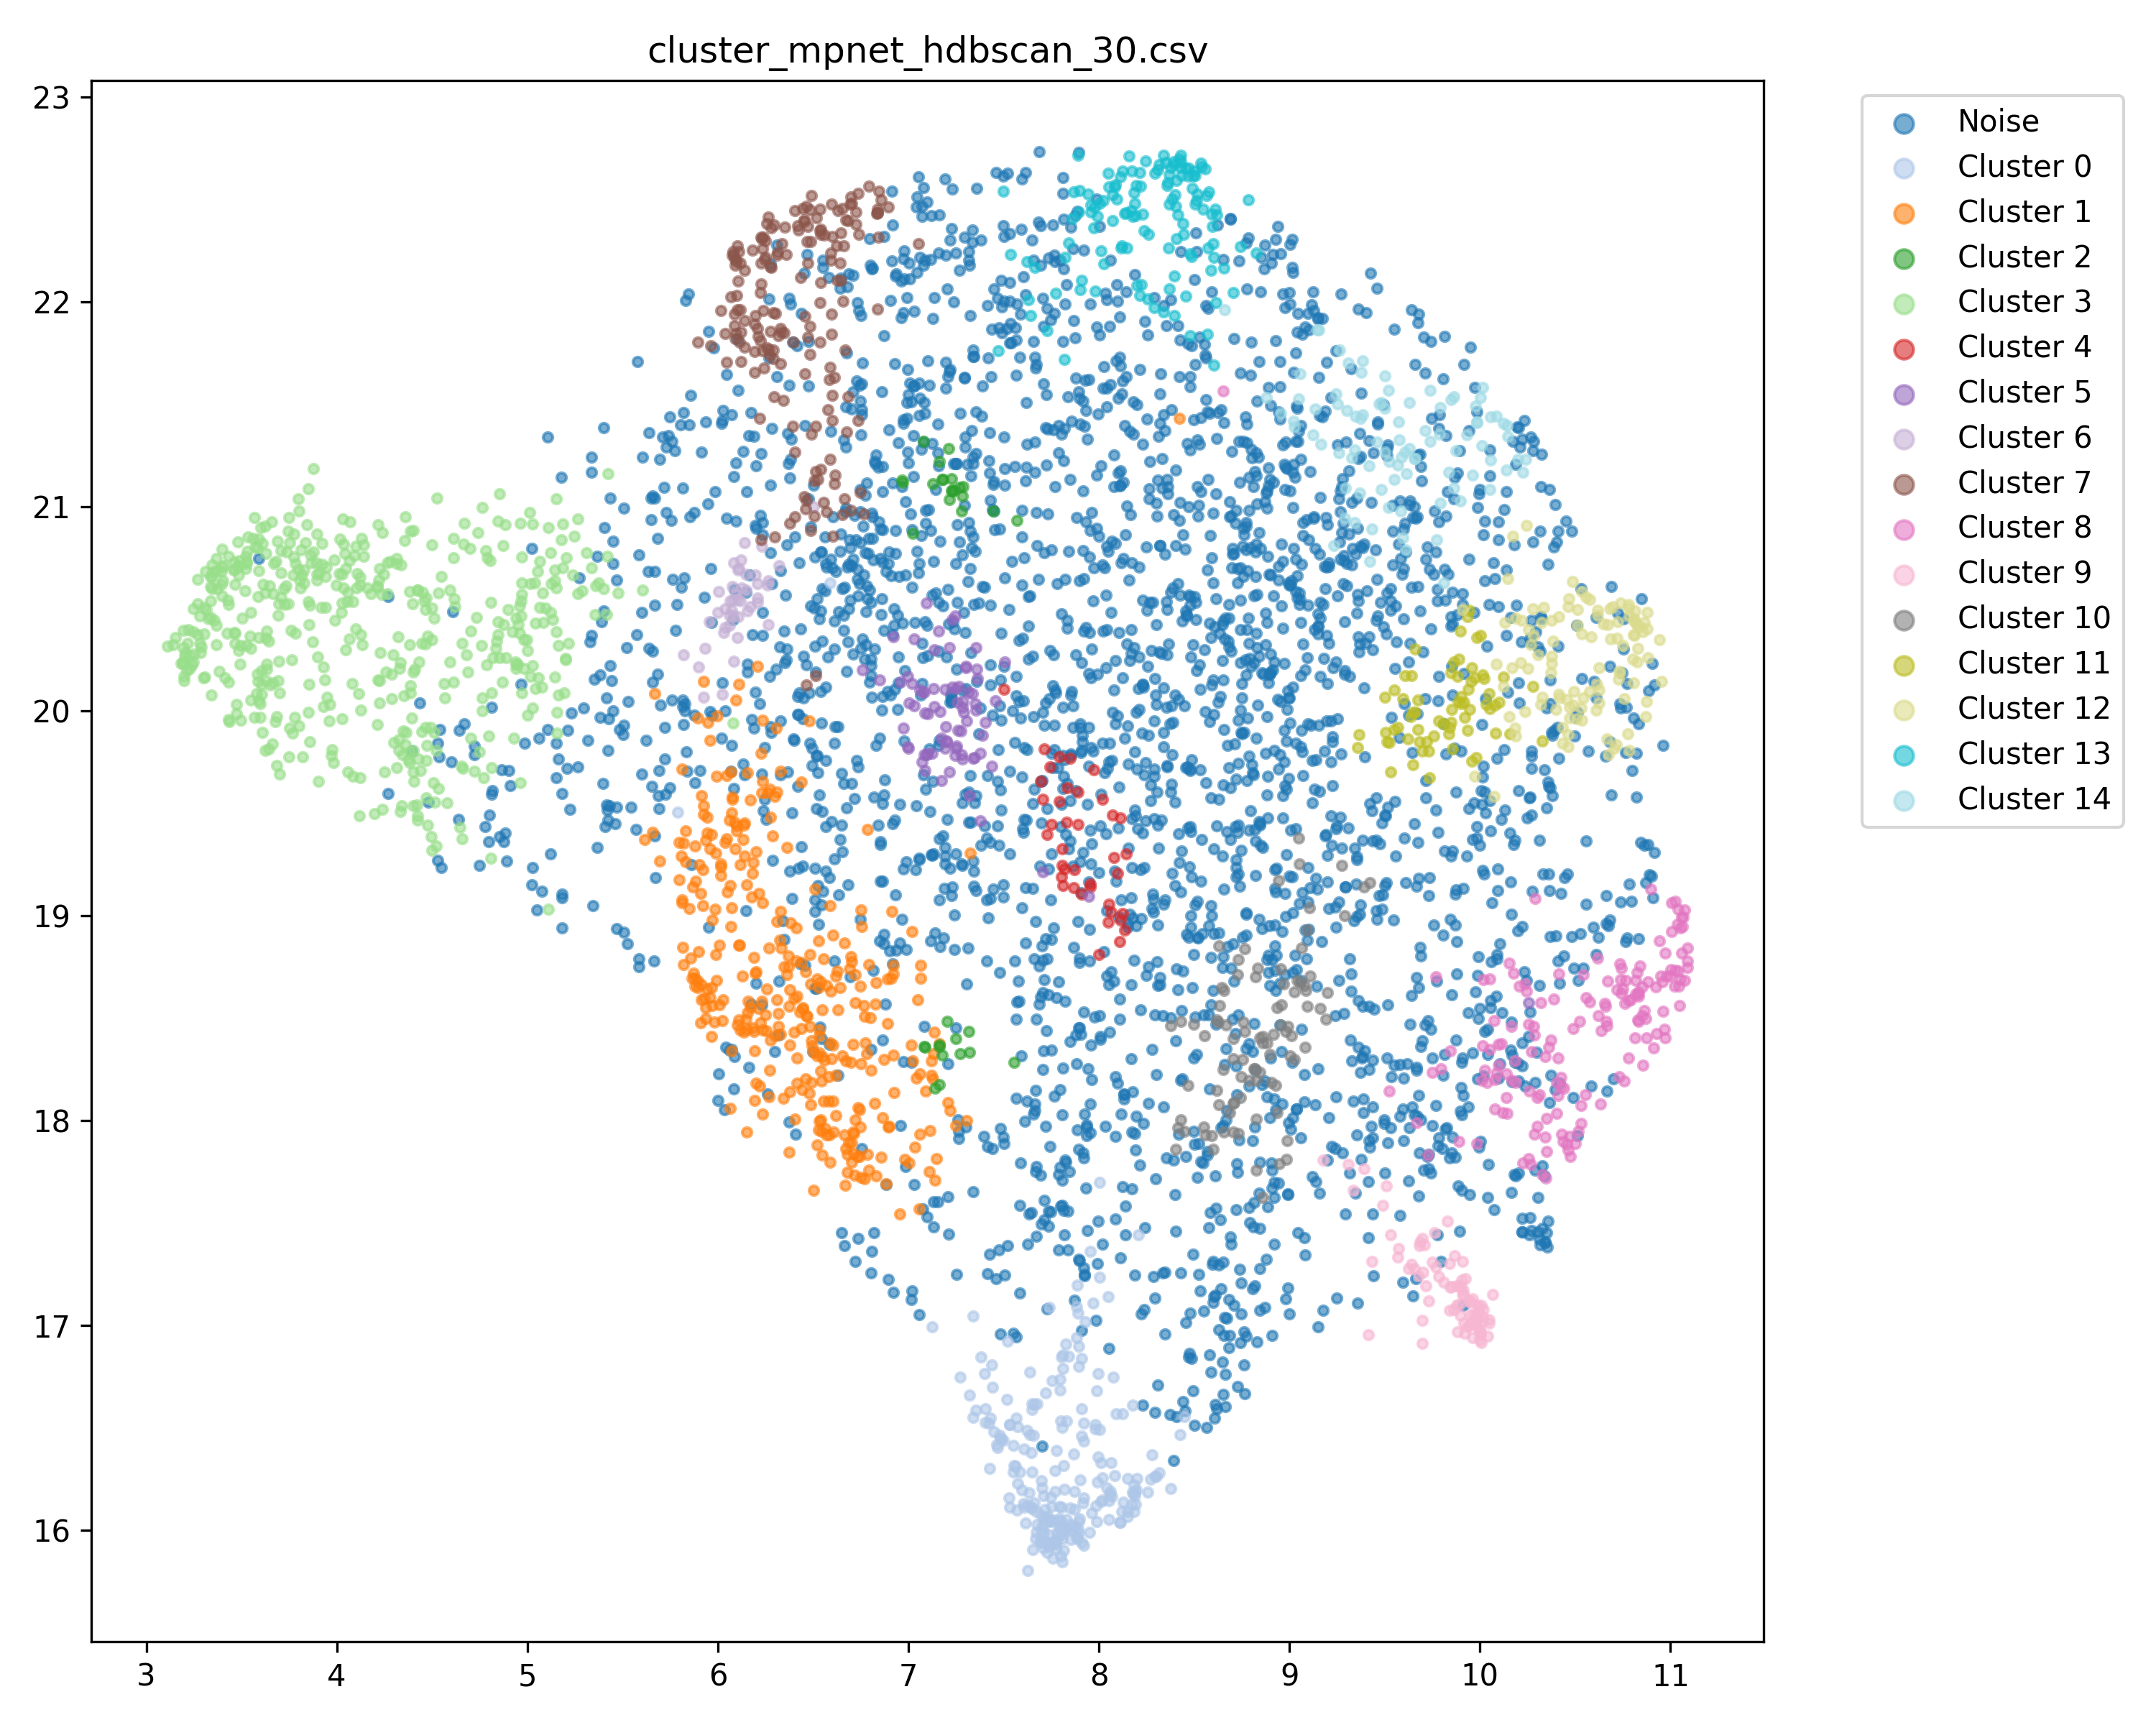 cluster_mpnet_hdbscan_30.csv
23
22
21
20
19
18
17
16
3 4 5 6 7 8 9 10 11
Noise
Cluster 0
Cluster 1
Cluster 2
Cluster 3
Cluster 4
Cluster 5
Cluster 6
Cluster 7
Cluster 8
Cluster 9
Cluster 10
Cluster 11
Cluster 12
Cluster 13
Cluster 14